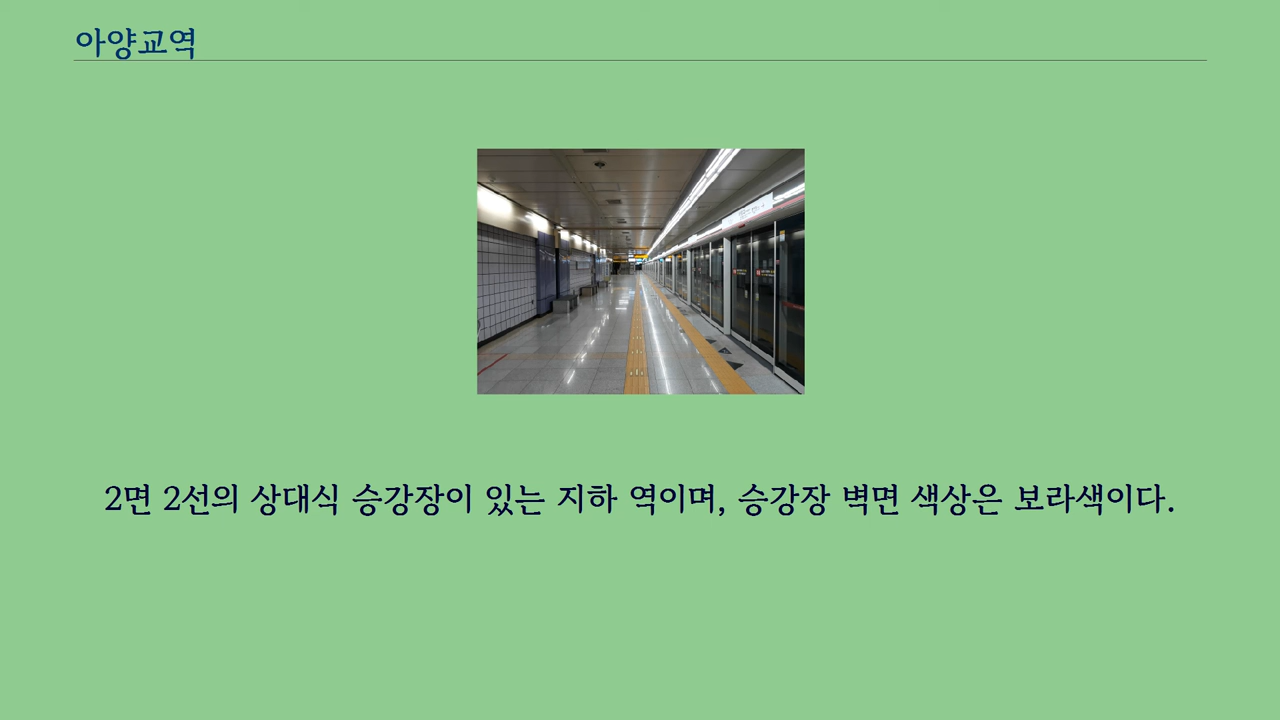 아양교역
2면 2선의 상대식 승강장이 있는 지하 역이며, 승강장 벽면 색상은 보라색이다.